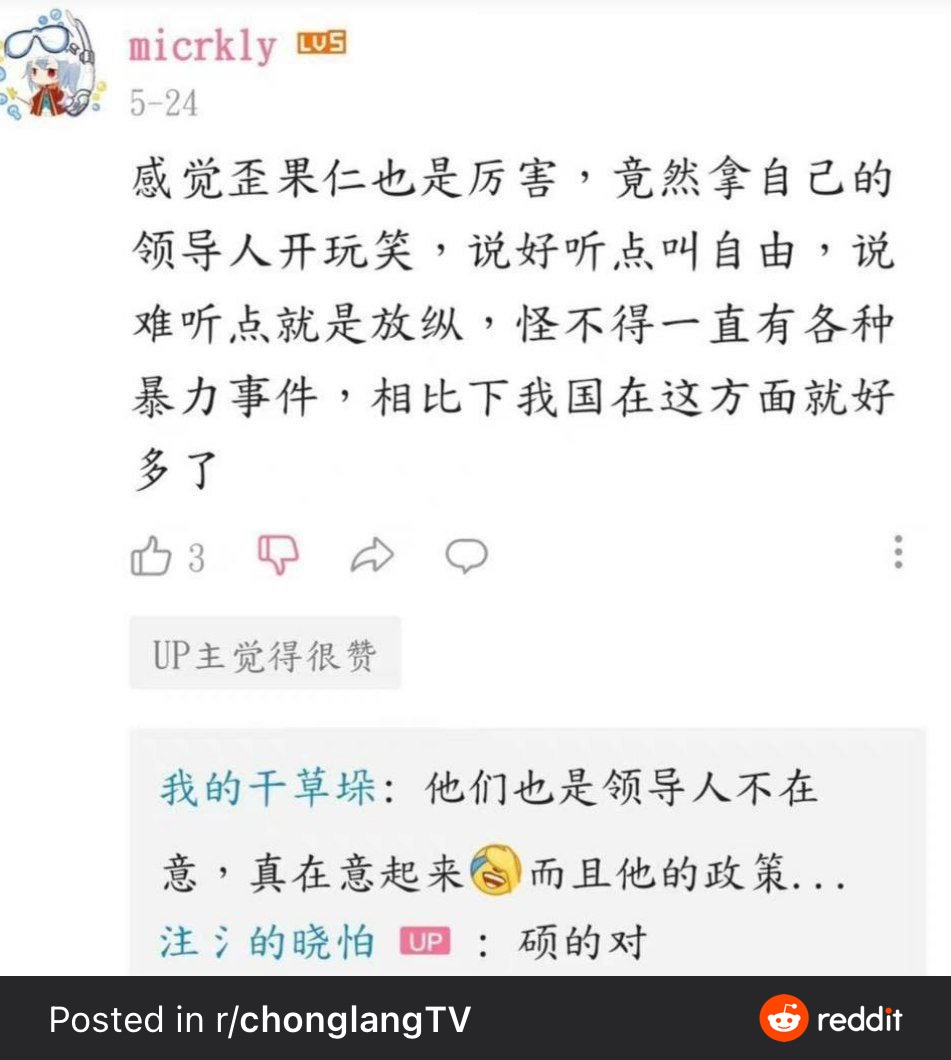 micrkly LV5
5-24
感觉歪果仁也是厉害，竟然拿自己的
领导人开玩笑，说好听点叫自由，说
难听点就是放纵，怪不得一直有各种
暴力事件，相比下我国在这方面就好
多了
3
UP主觉得很赞
我的干草垛：他们也是领导人不在
意，真在意起来而且他的政策...
注氵的晓怕 UP ：硕的对
Posted in r/chonglangTV reddit